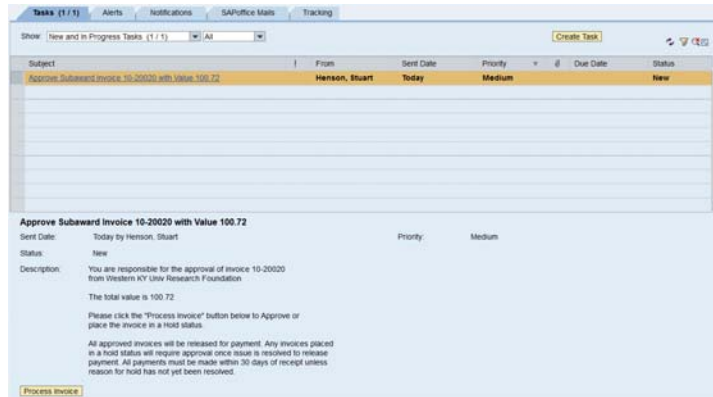 Tasks (1 / 1) Alerts Notifications SAPoffice Mails Tracking
Show: New and in Progress Tasks (1 / 1) All Create Task
Subject ! From Sent Date Priority Due Date Status
Approve Subaward Invoice 10-20020 with Value 100.72 Henson, Stuart Today Medium New
Approve Subaward Invoice 10-20020 with Value 100.72
Sent Date: Today by Henson, Stuart Priority: Medium
Status: New
Description: You are responsible for the approval of invoice 10-20020
from Western KY Univ Research Foundation
The total value is 100.72
Please click the "Process Invoice" button below to Approve or
place the invoice in a Hold status.
All approved invoices will be released for payment. Any invoices placed
in a hold status will require approval once issue is resolved to release
payment. All payments must be made within 30 days of receipt unless
reason for hold has not yet been resolved.
Process Invoice